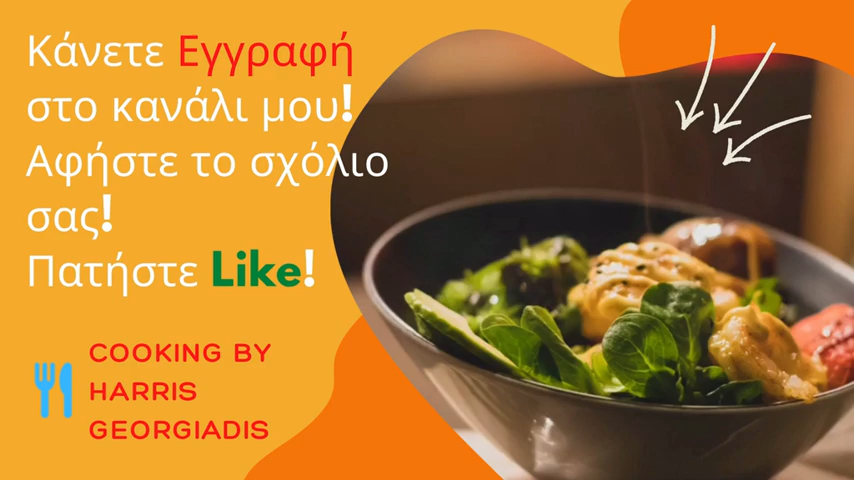 Κάνετε Εγγραφή
στο κανάλι μου!
Αφήστε το σχόλιο
σας!
Πατήστε Like!
COOKING BY
HARRIS
GEORGIADIS